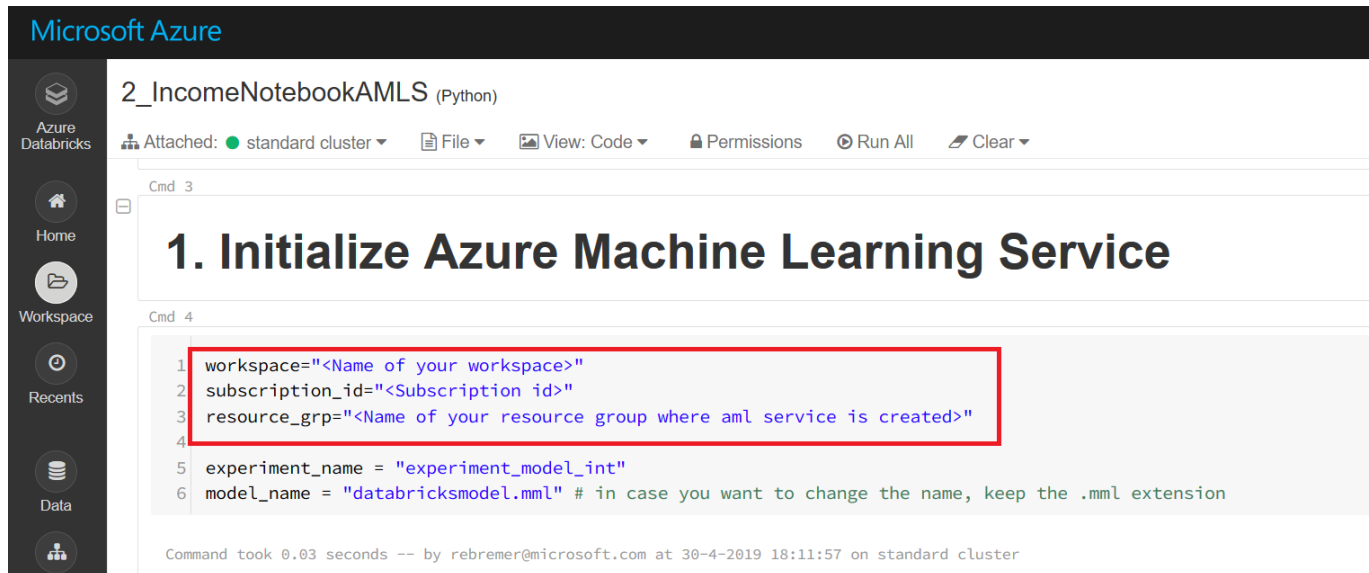 Microsoft Azure
Azure
Databricks
Home
Workspace
Recents
Data
2_IncomeNotebookAMLS (Python)
Attached: standard cluster File View: Code Permissions Run All Clear
Cmd 3
1. Initialize Azure Machine Learning Service
Cmd 4
1 workspace="<Name of your workspace>"
2 subscription_id="<Subscription id>"
3 resource_grp="<Name of your resource group where aml service is created>"
4
5 experiment_name = "experiment_model_int"
6 model_name = "databricksmodel.mml" # in case you want to change the name, keep the .mml extension
Command took 0.03 seconds -- by rebremer@microsoft.com at 30-4-2019 18:11:57 on standard cluster